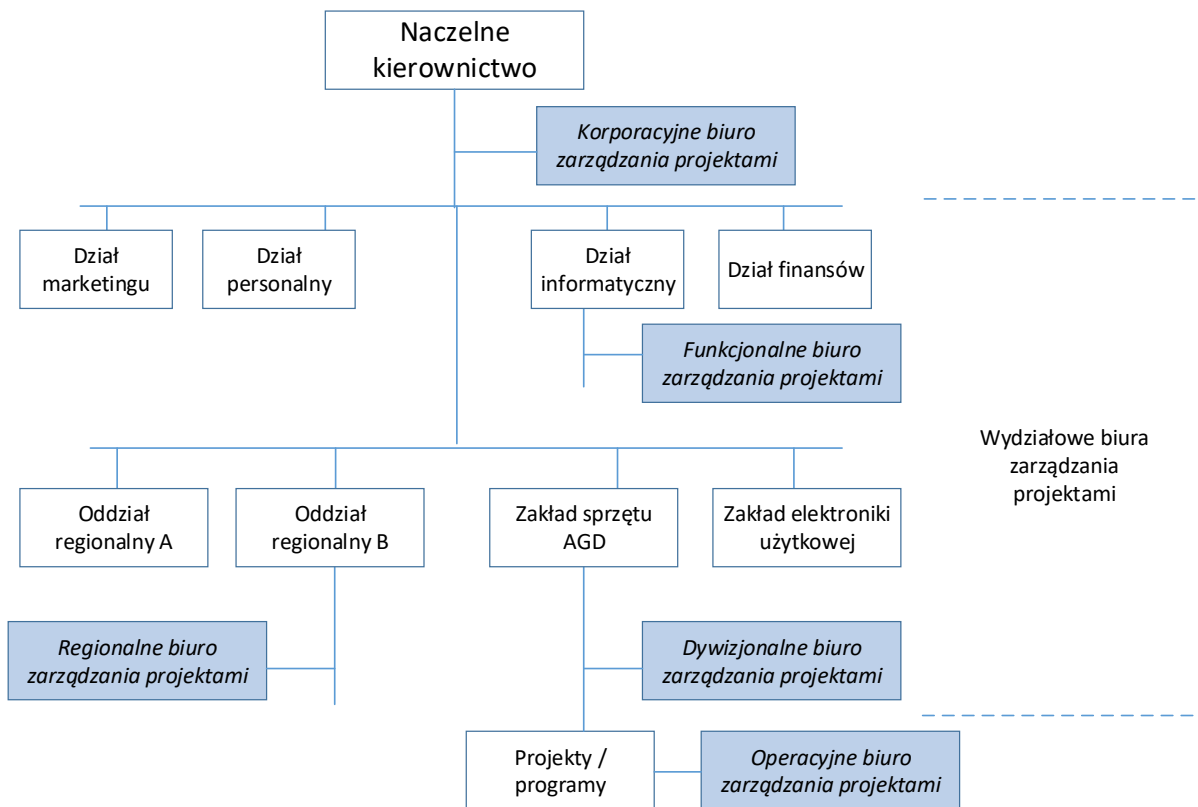 Naczelne
kierownictwo
Korporacyjne biuro
zarządzania projektami
Dział
marketingu
Dział
personalny
Dział
informatyczny
Dział finansów
Funkcjonalne biuro
zarządzania projektami
Wydziałowe biura
zarządzania
projektami
Oddział
regionalny A
Oddział
regionalny B
Zakład sprzętu
AGD
Zakład elektroniki
użytkowej
Regionalne biuro
zarządzania projektami
Dywizjonalne biuro
zarządzania projektami
Projekty /
programy
Operacyjne biuro
zarządzania projektami